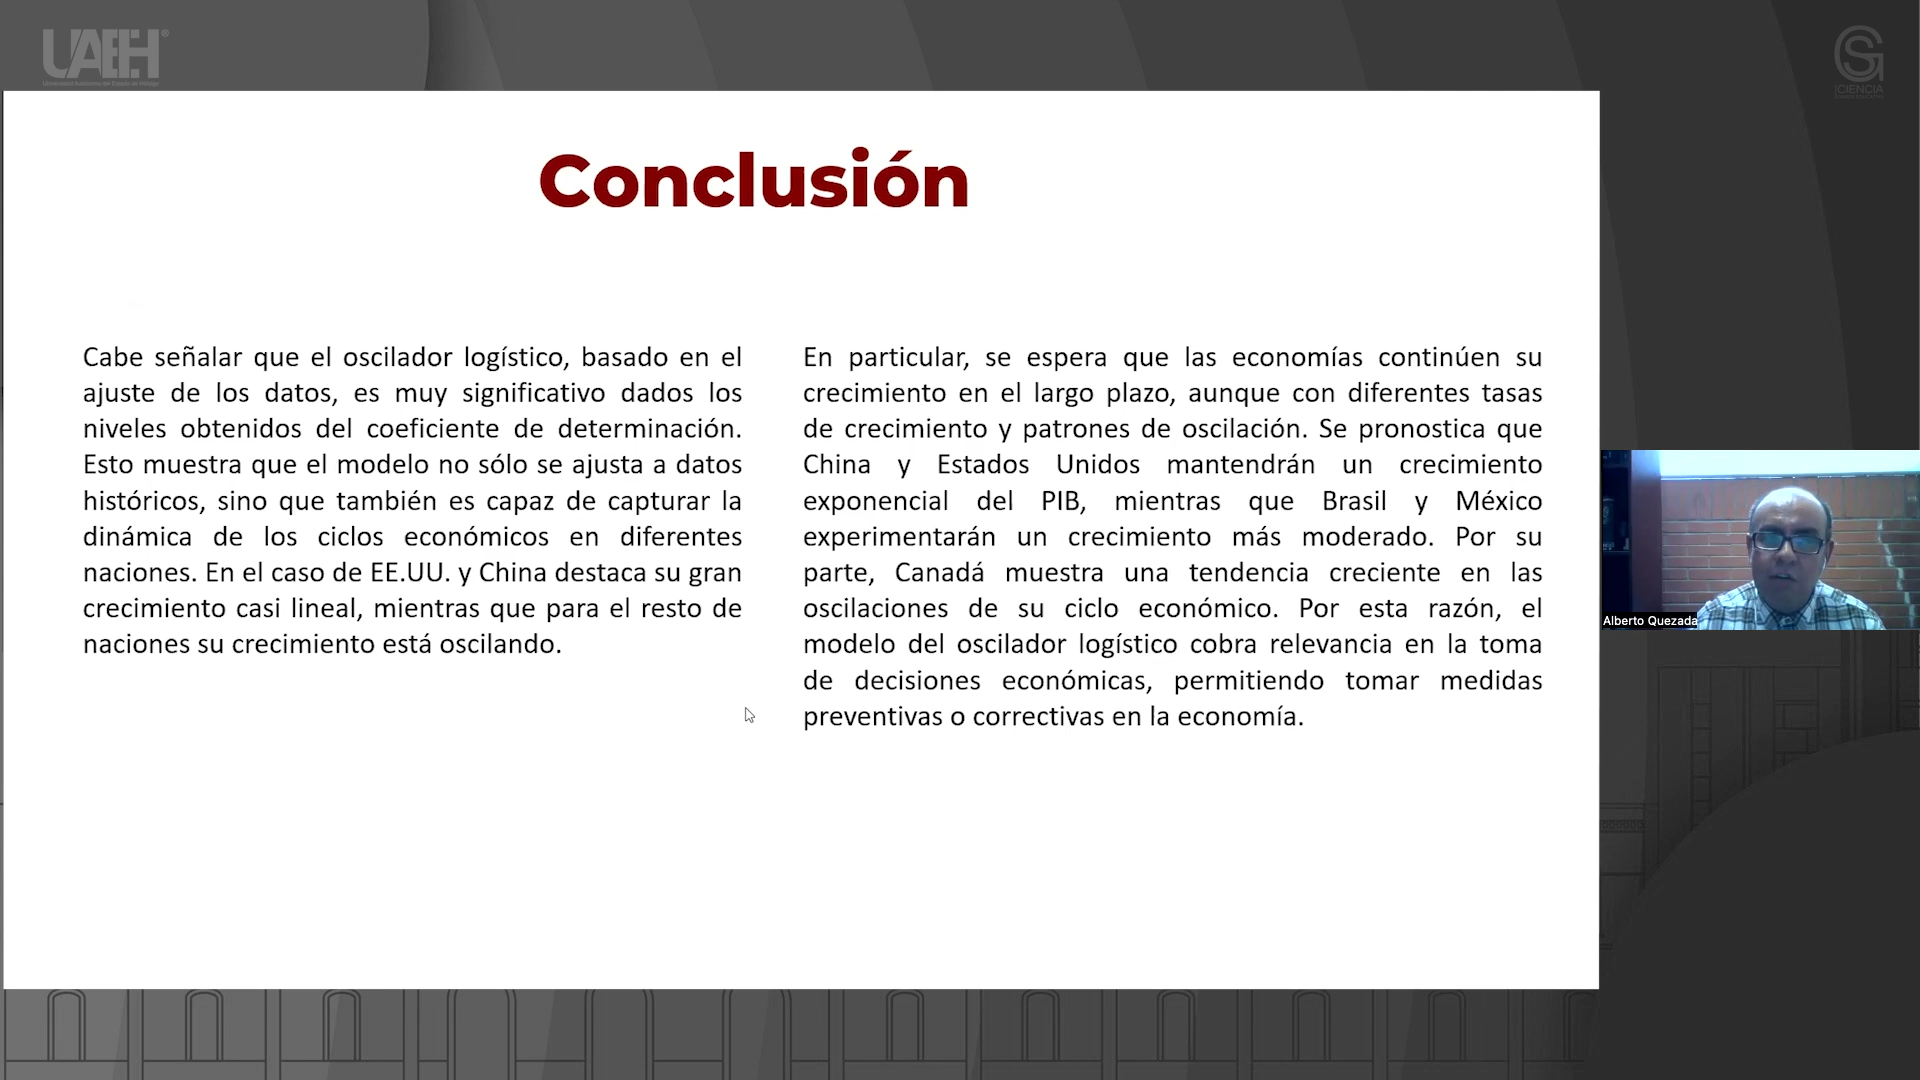 UAEH
Universidad Autónoma del Estado de Hidalgo
CIENCIA
Conclusión
Cabe señalar que el oscilador logístico, basado en el
ajuste de los datos, es muy significativo dados los
niveles obtenidos del coeficiente de determinación.
Esto muestra que el modelo no sólo se ajusta a datos
históricos, sino que también es capaz de capturar la
dinámica de los ciclos económicos en diferentes
naciones. En el caso de EE.UU. y China destaca su gran
crecimiento casi lineal, mientras que para el resto de
naciones su crecimiento está oscilando.
En particular, se espera que las economías continúen su
crecimiento en el largo plazo, aunque con diferentes tasas
de crecimiento y patrones de oscilación. Se pronostica que
China y Estados Unidos mantendrán un crecimiento
exponencial del PIB, mientras que Brasil y México
experimentarán un crecimiento más moderado. Por su
parte, Canadá muestra una tendencia creciente en las
oscilaciones de su ciclo económico. Por esta razón, el
modelo del oscilador logístico cobra relevancia en la toma
de decisiones económicas, permitiendo tomar medidas
preventivas o correctivas en la economía.
Alberto Quezada